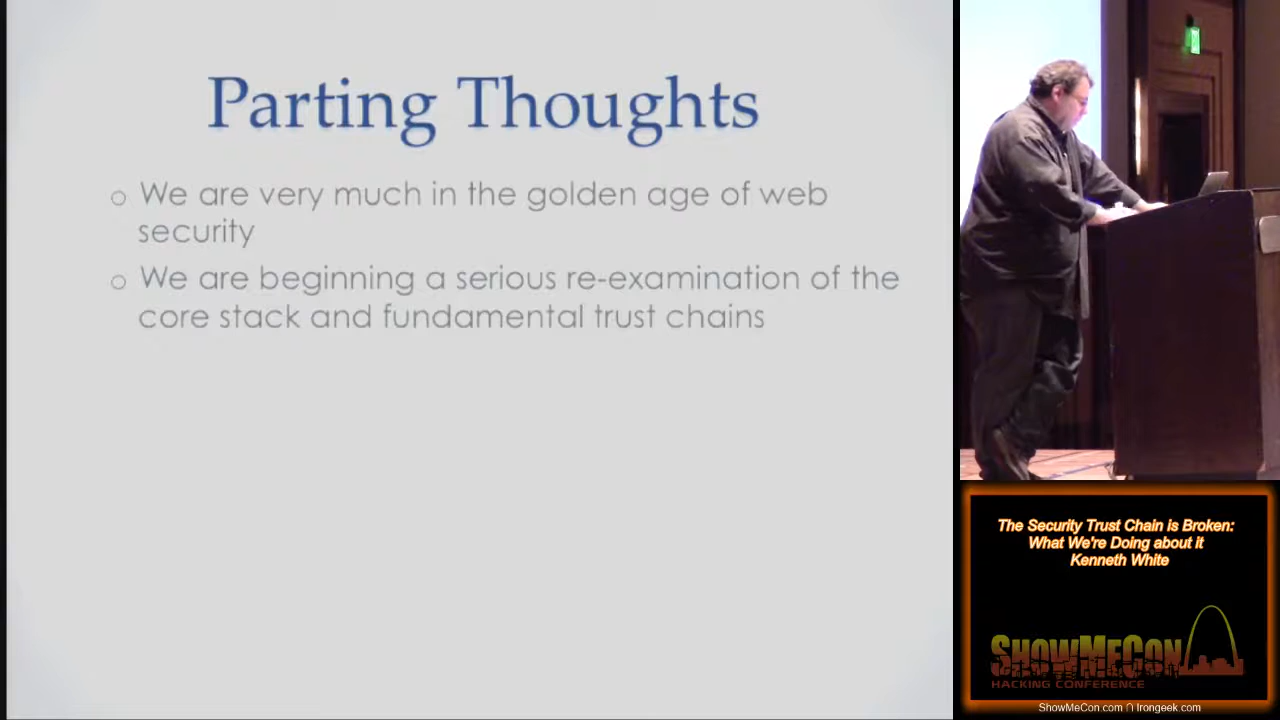 Parting Thoughts
We are very much in the golden age of web
security
We are beginning a serious re-examination of the
core stack and fundamental trust chains
The Security Trust Chain is Broken:
What We're Doing about it
Kenneth White
SHOWMECON
HACKING CONFERENCE
ShowMeCon.com ∩ Irongeek.com